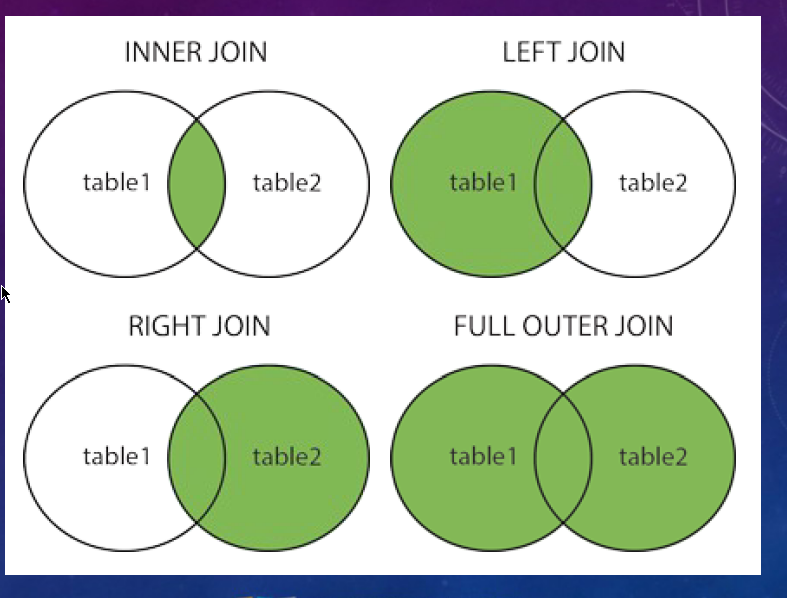 INNER JOIN
LEFT JOIN
table1
table2
table1
table2
RIGHT JOIN
FULL OUTER JOIN
table1
table2
table1
table2